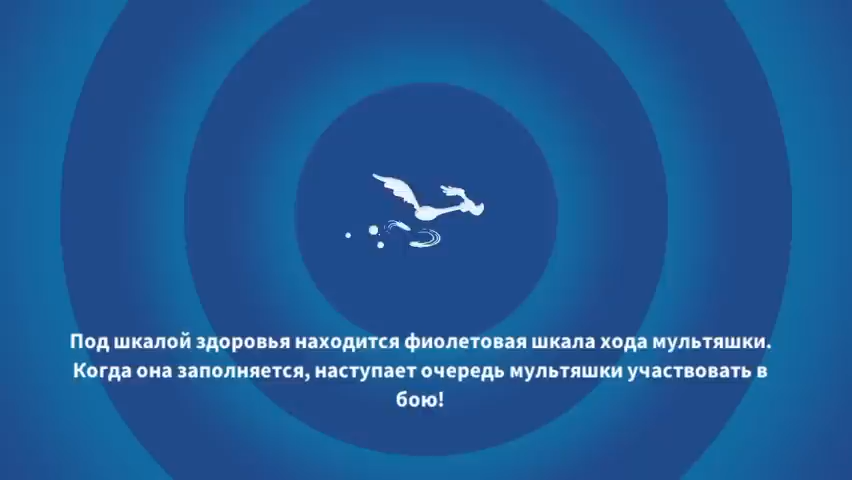 Под шкалой здоровья находится фиолетовая шкала хода мультяшки.
Когда она заполняется, наступает очередь мультяшки участвовать в
бою!